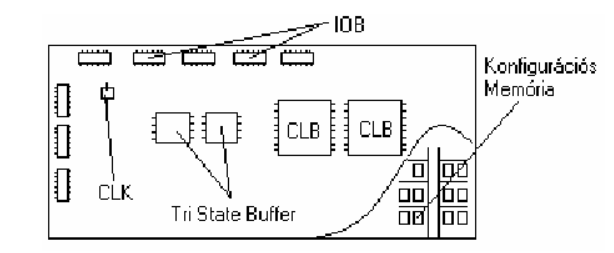 IOB
Konfigurációs
Memória
CLB CLB
CLK
Tri State Buffer